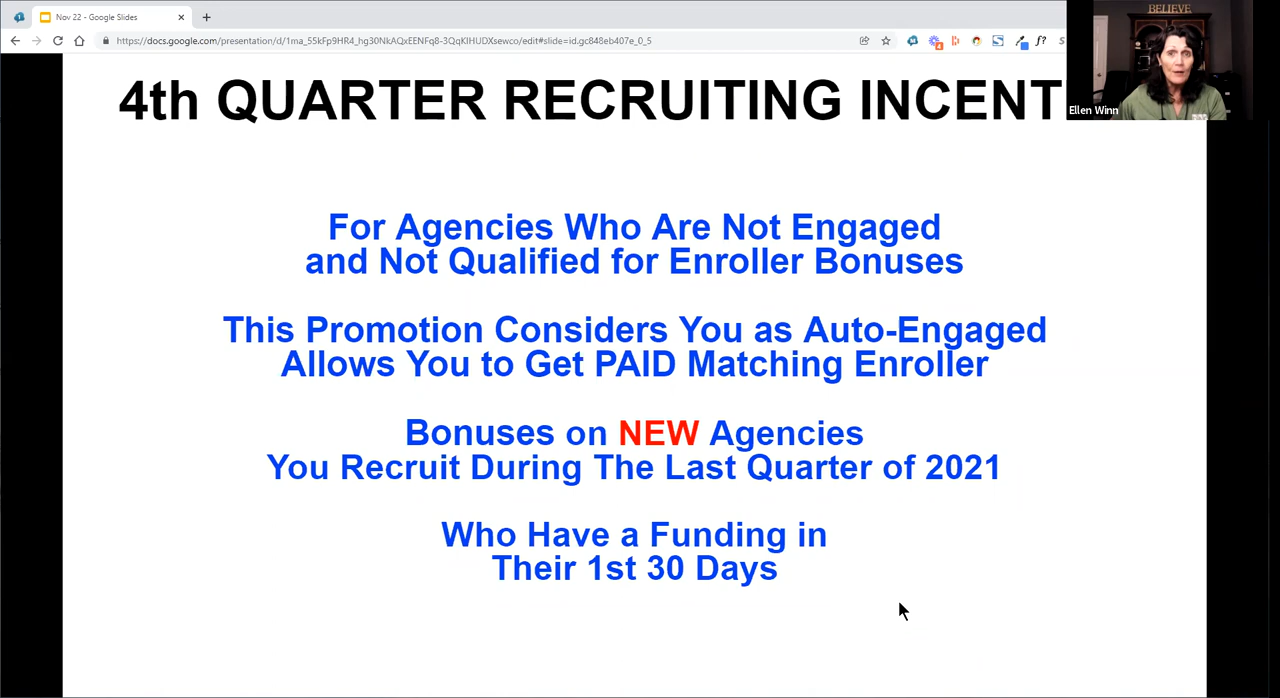 Nov 22 - Google Slides
https://docs.google.com/presentation/d/1ma_55kFp9HR4_hg30NkAQxEENFq8-3QqKIHUDXsewco/edit#slide=id.gc848eb407e_0_5
BELIEVE
Ellen Winn
4th QUARTER RECRUITING INCENT
For Agencies Who Are Not Engaged
and Not Qualified for Enroller Bonuses
This Promotion Considers You as Auto-Engaged
Allows You to Get PAID Matching Enroller
Bonuses on NEW Agencies
You Recruit During The Last Quarter of 2021
Who Have a Funding in
Their 1st 30 Days